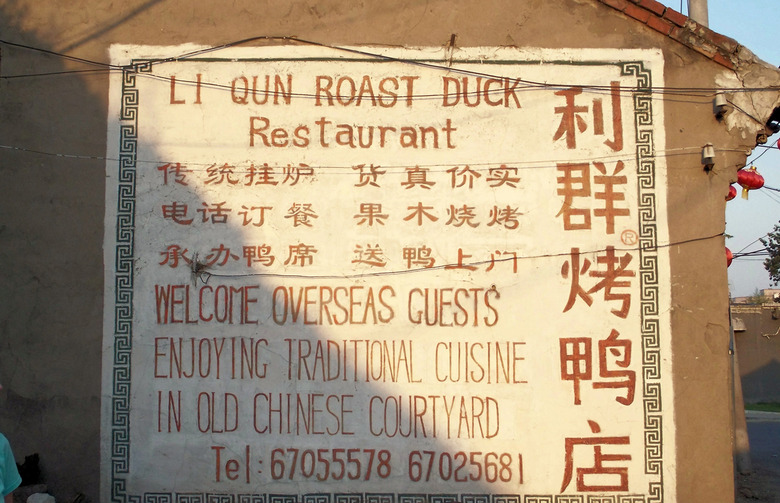 LI QUN ROAST DUCK
Restaurant
传统挂炉 货真价实
电话订餐 果木烧烤
承办鸭席 送鸭上门
WELCOME OVERSEAS GUESTS
ENJOYING TRADITIONAL CUISINE
IN OLD CHINESE COURTYARD
Tel: 67055578 67025681
利群®烤鸭店